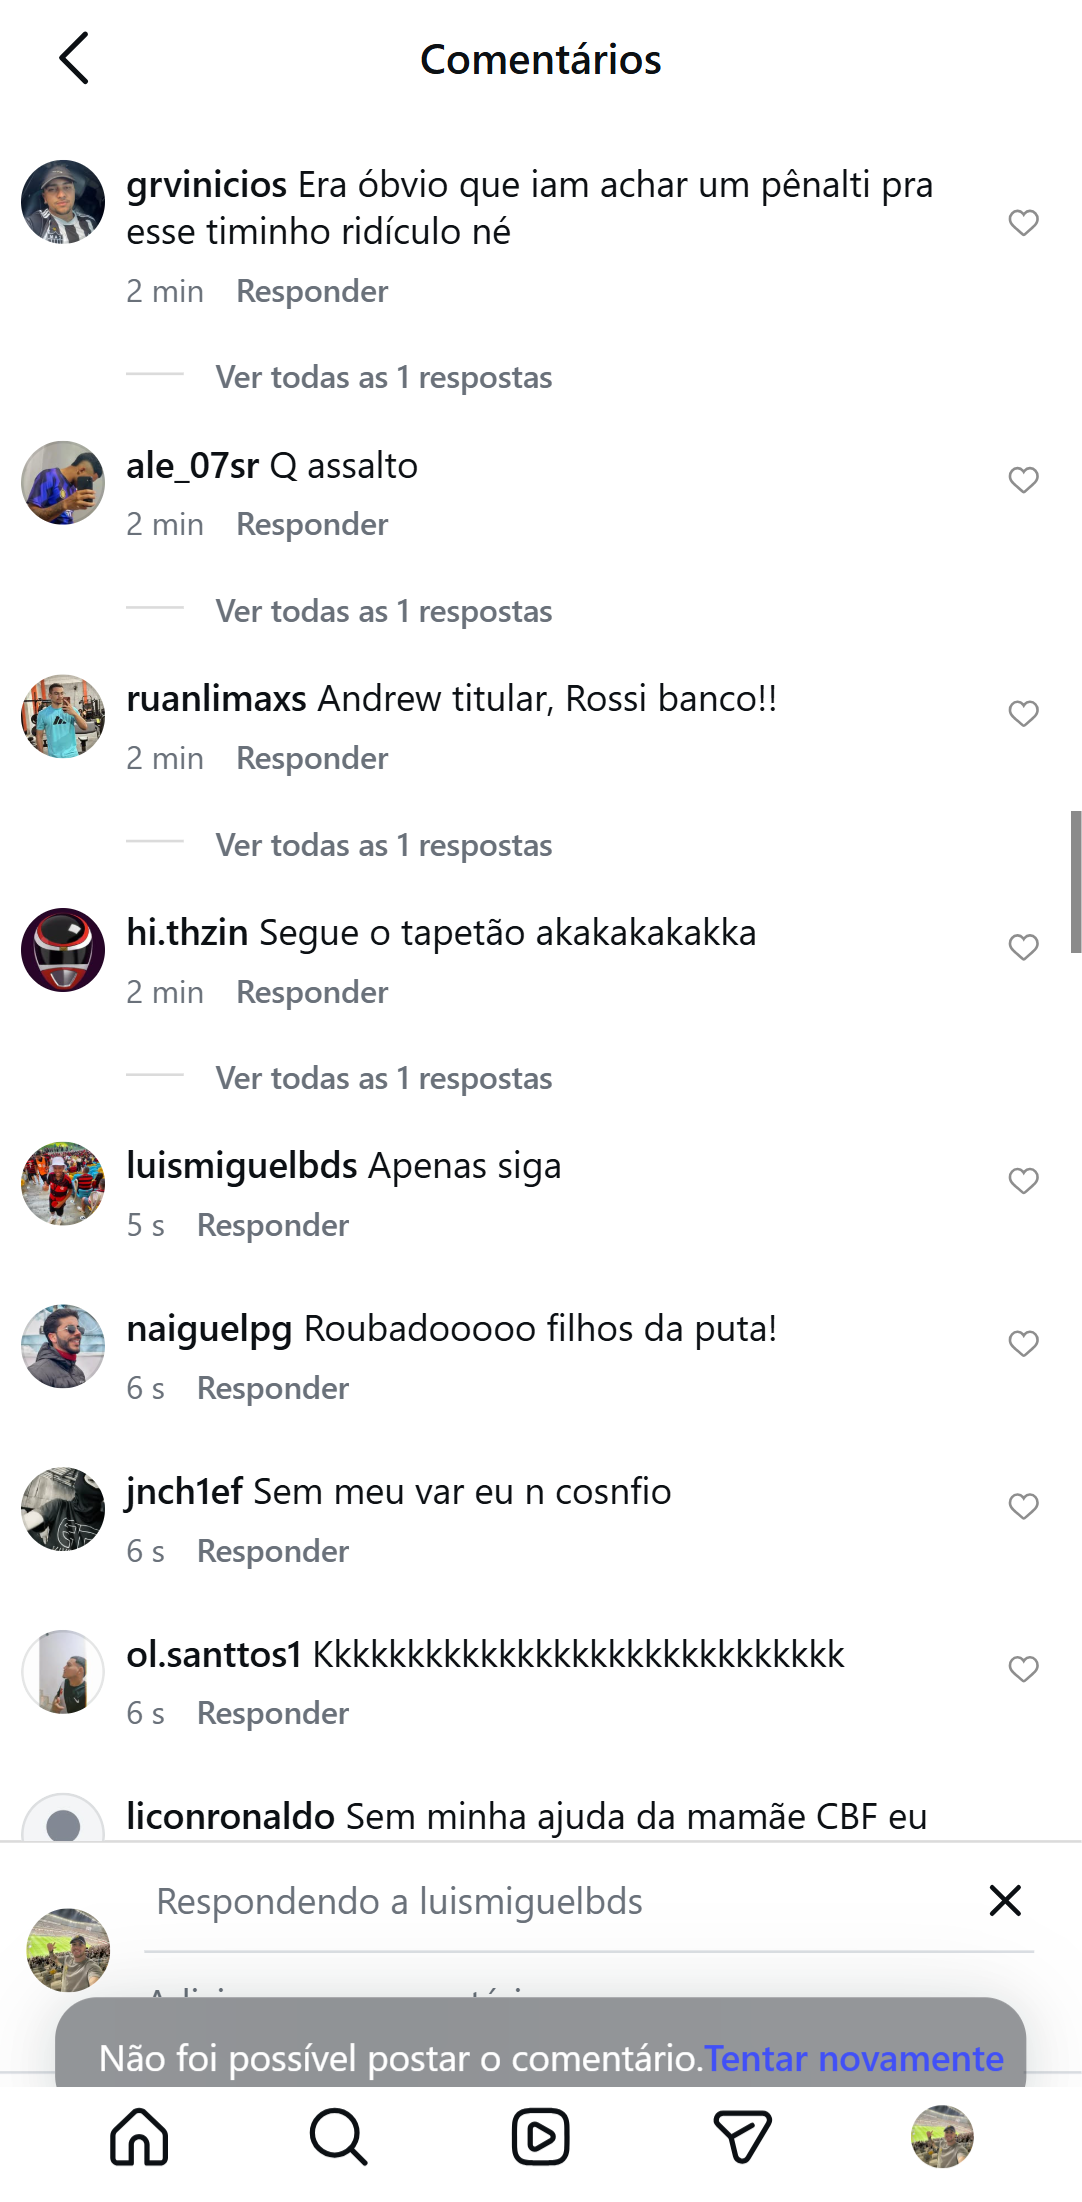 Comentários
grvinicios Era óbvio que iam achar um pênalti pra
esse timinho ridículo né
2 min Responder
Ver todas as 1 respostas
ale_07sr Q assalto
2 min Responder
Ver todas as 1 respostas
ruanlimaxs Andrew titular, Rossi banco!!
2 min Responder
Ver todas as 1 respostas
hi.thzin Segue o tapetão akakakakakka
2 min Responder
Ver todas as 1 respostas
luismiguelbds Apenas siga
5 s Responder
naiguelpg Roubadooooo filhos da puta!
6 s Responder
jnch1ef Sem meu var eu n cosnfio
6 s Responder
ol.santtos1 Kkkkkkkkkkkkkkkkkkkkkkkkkkkkk
6 s Responder
liconronaldo Sem minha ajuda da mamãe CBF eu
Respondendo a luismiguelbds
Não foi possível postar o comentário.Tentar novamente